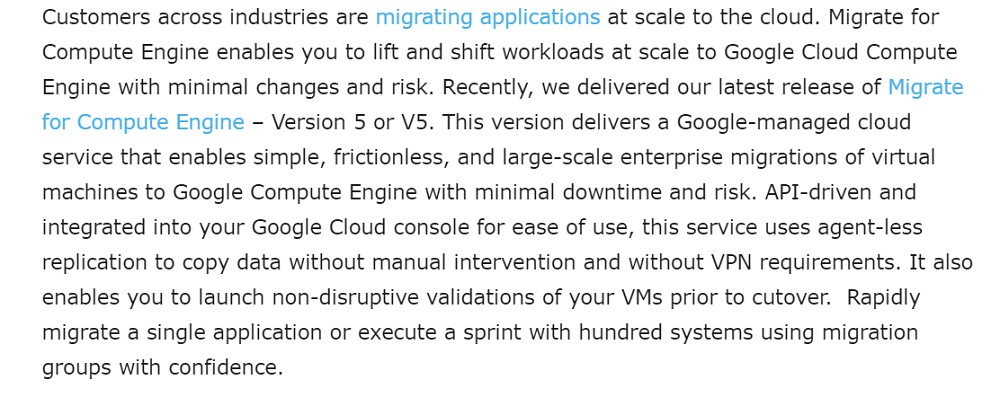 Customers across industries are migrating applications at scale to the cloud. Migrate for
Compute Engine enables you to lift and shift workloads at scale to Google Cloud Compute
Engine with minimal changes and risk. Recently, we delivered our latest release of Migrate
for Compute Engine – Version 5 or V5. This version delivers a Google-managed cloud
service that enables simple, frictionless, and large-scale enterprise migrations of virtual
machines to Google Compute Engine with minimal downtime and risk. API-driven and
integrated into your Google Cloud console for ease of use, this service uses agent-less
replication to copy data without manual intervention and without VPN requirements. It also
enables you to launch non-disruptive validations of your VMs prior to cutover.  Rapidly
migrate a single application or execute a sprint with hundred systems using migration
groups with confidence.